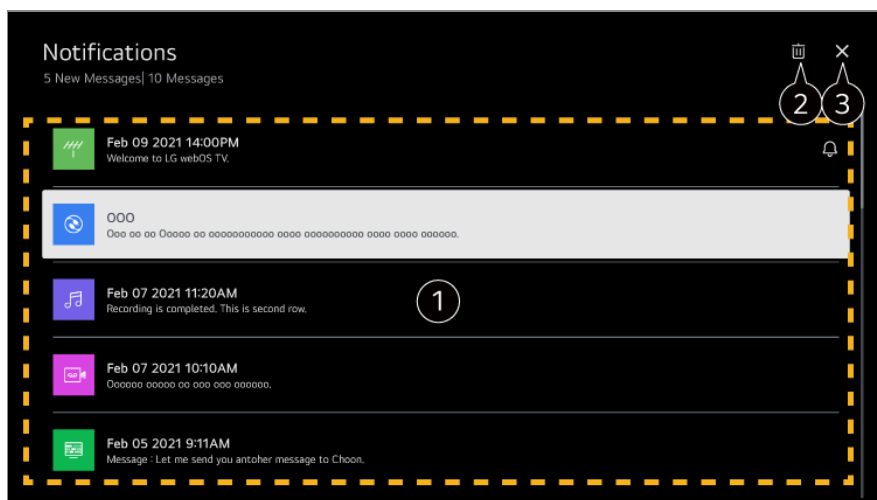 Notifications
5 New Messages| 10 Messages
2 3
Feb 09 2021 14:00PM
Welcome to LG webOS TV.
OOO
Ooo oo oo Ooooo oo ooooooooooo oooo oooooooooo oooo oooo oooooo.
Feb 07 2021 11:20AM
Recording is completed. This is second row.
1
Feb 07 2021 10:10AM
Oooooo ooooo oo ooo ooo oooooo.
Feb 05 2021 9:11AM
Message : Let me send you antoher message to Choon.